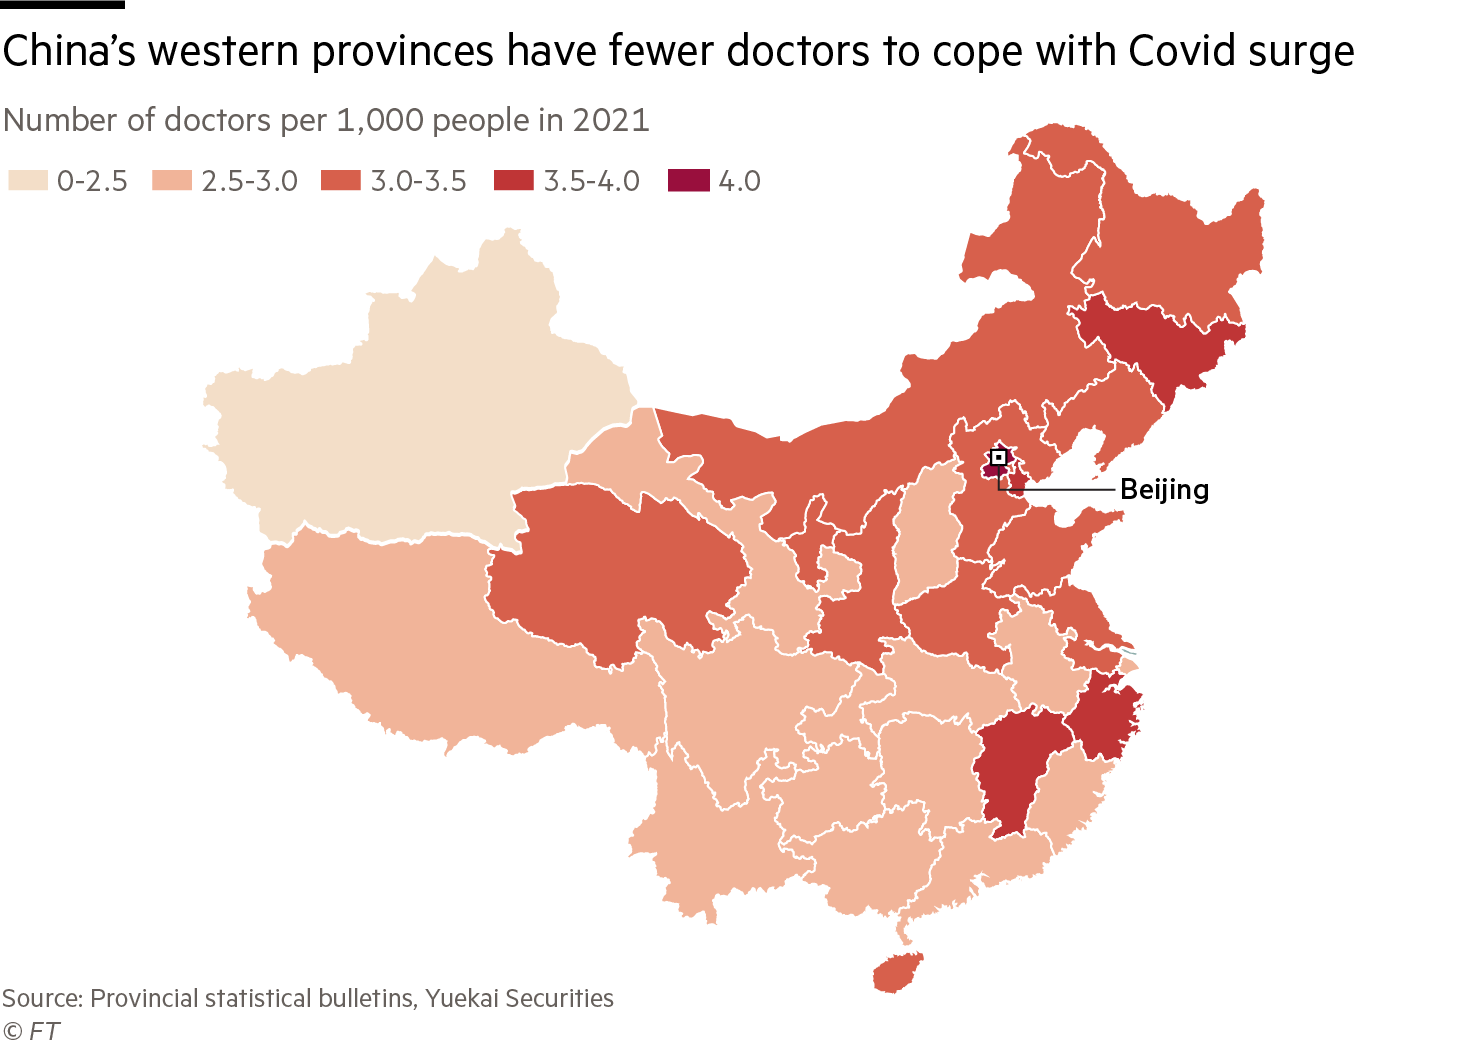 China’s western provinces have fewer doctors to cope with Covid surge
Number of doctors per 1,000 people in 2021
0-2.5 2.5-3.0 3.0-3.5 3.5-4.0 4.0
Beijing
Source: Provincial statistical bulletins, Yuekai Securities
© FT